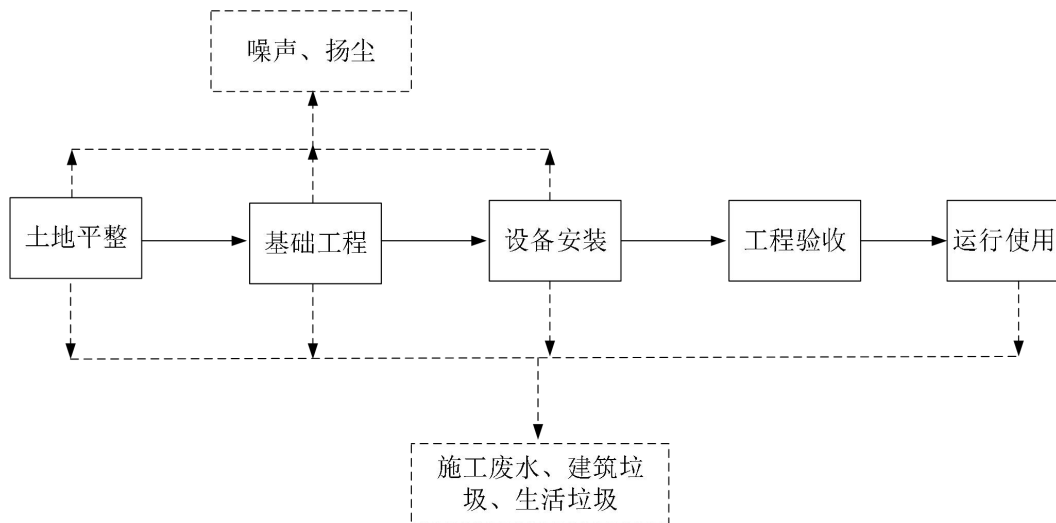 噪声、扬尘
土地平整
基础工程
设备安装
工程验收
运行使用
施工废水、建筑垃
圾、生活垃圾